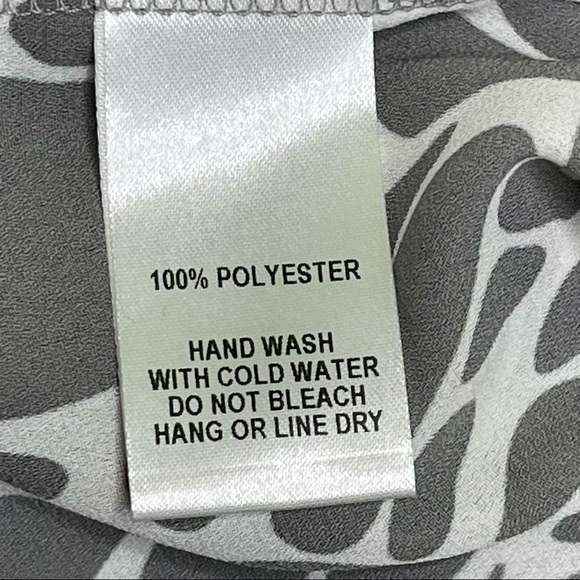 100% POLYESTER
HAND WASH
WITH COLD WATER
DO NOT BLEACH
HANG OR LINE DRY